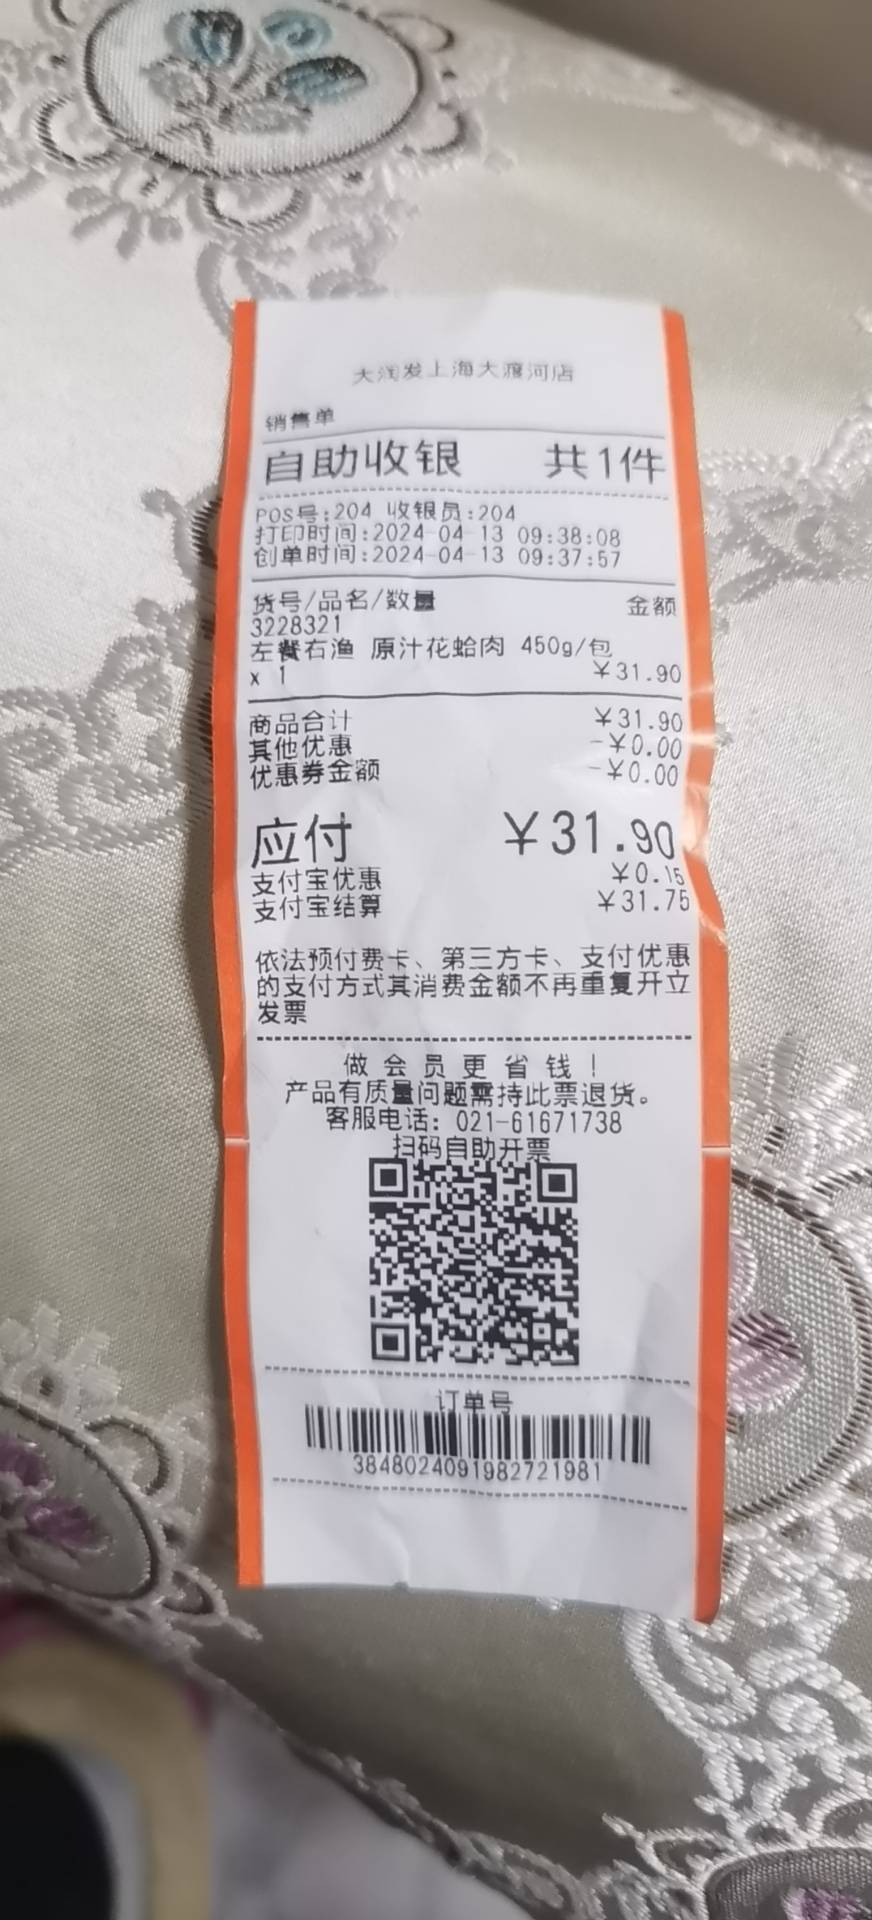 大润发上海大渡河店
销售单
自助收银 共1件
POS号:204 收银员:204
打印时间:2024-04-13 09:38:08
创单时间:2024-04-13 09:37:57
货号/品名/数量 金额
3228321
左餐右渔 原汁花蛤肉 450g/包
x 1 ¥31.90
商品合计 ¥31.90
其他优惠 -¥0.00
优惠券金额 -¥0.00
应付 ¥31.90
支付宝优惠 ¥0.15
支付宝结算 ¥31.75
依法预付费卡、第三方卡、支付优惠
的支付方式其消费金额不再重复开立
发票
做会员更省钱！
产品有质量问题需持此票退货。
客服电话：021-61671738
扫码自助开票
订单号
3848024091982721981